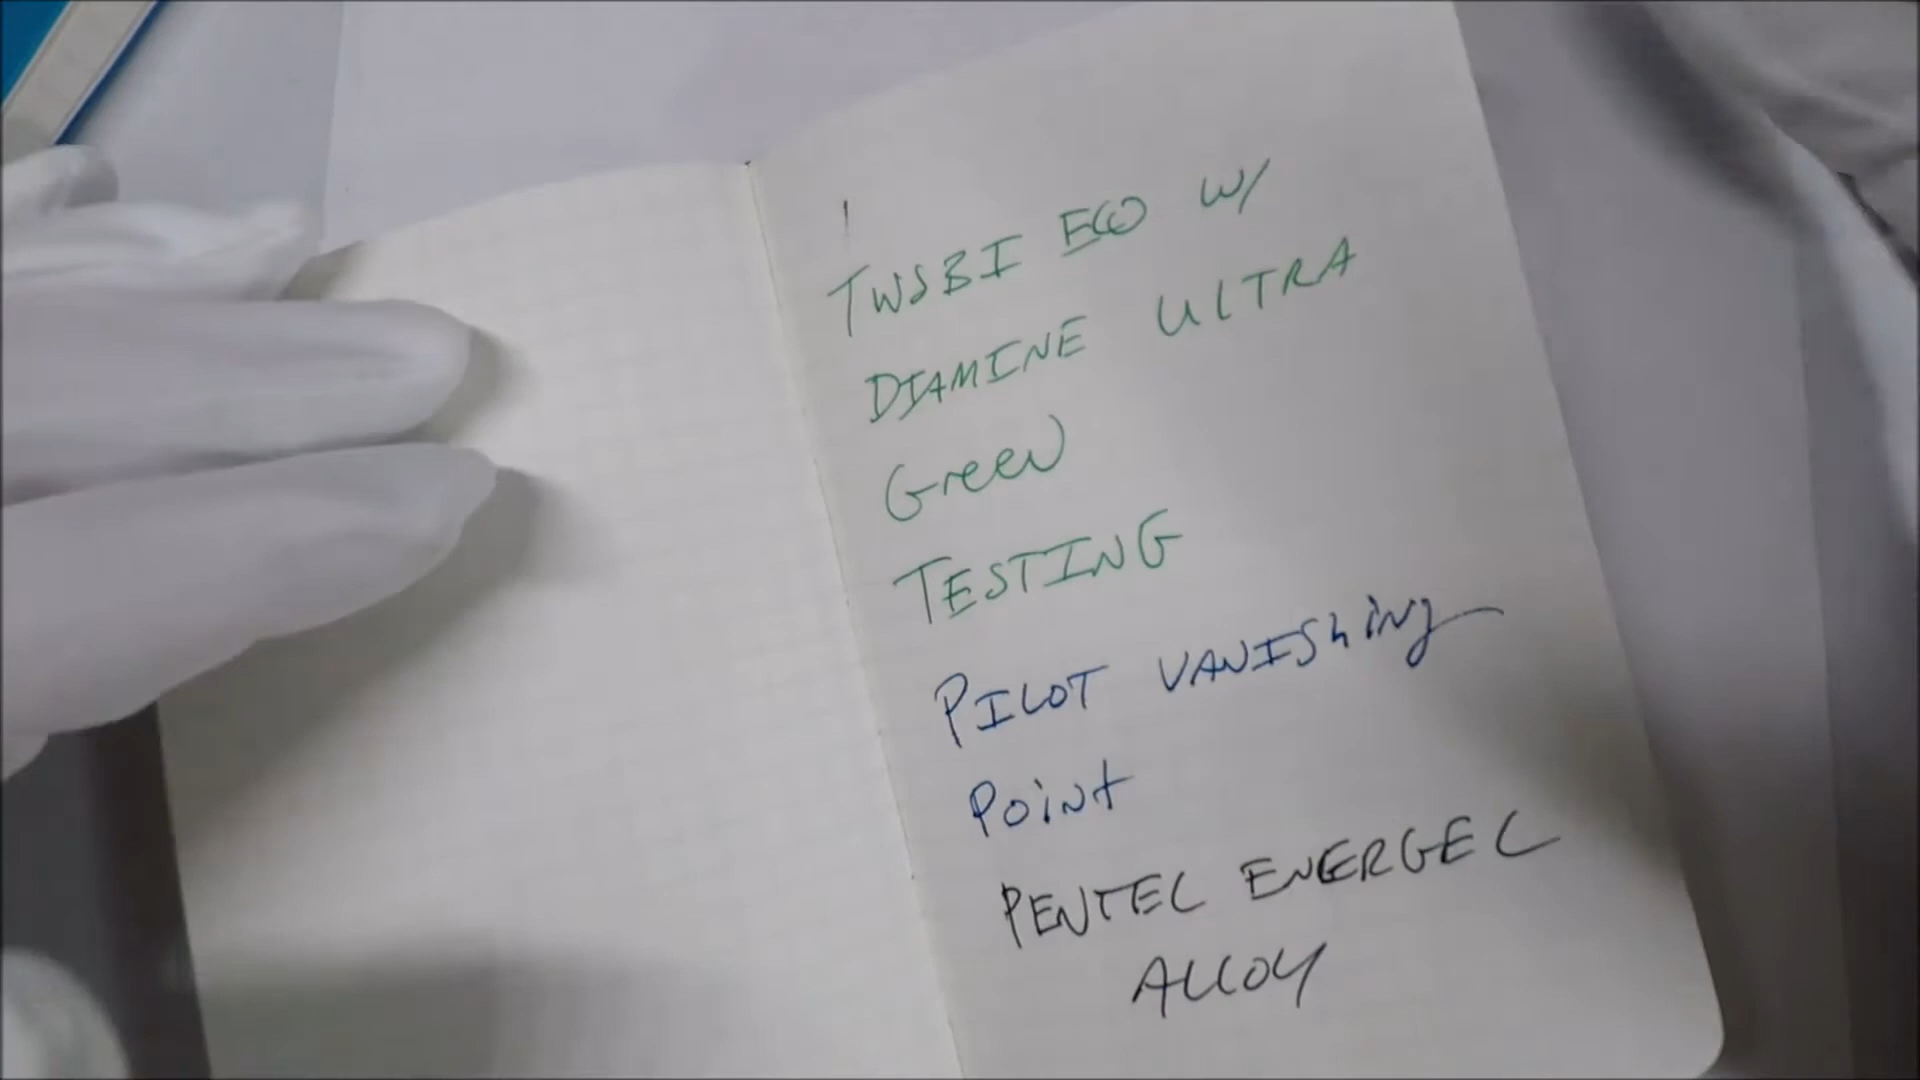 TWSBI ECO W/
DIAMINE ULTRA
Green
TESTING
PILOT VANISHING
Point
PENTEL ENERGEL
ALLOY